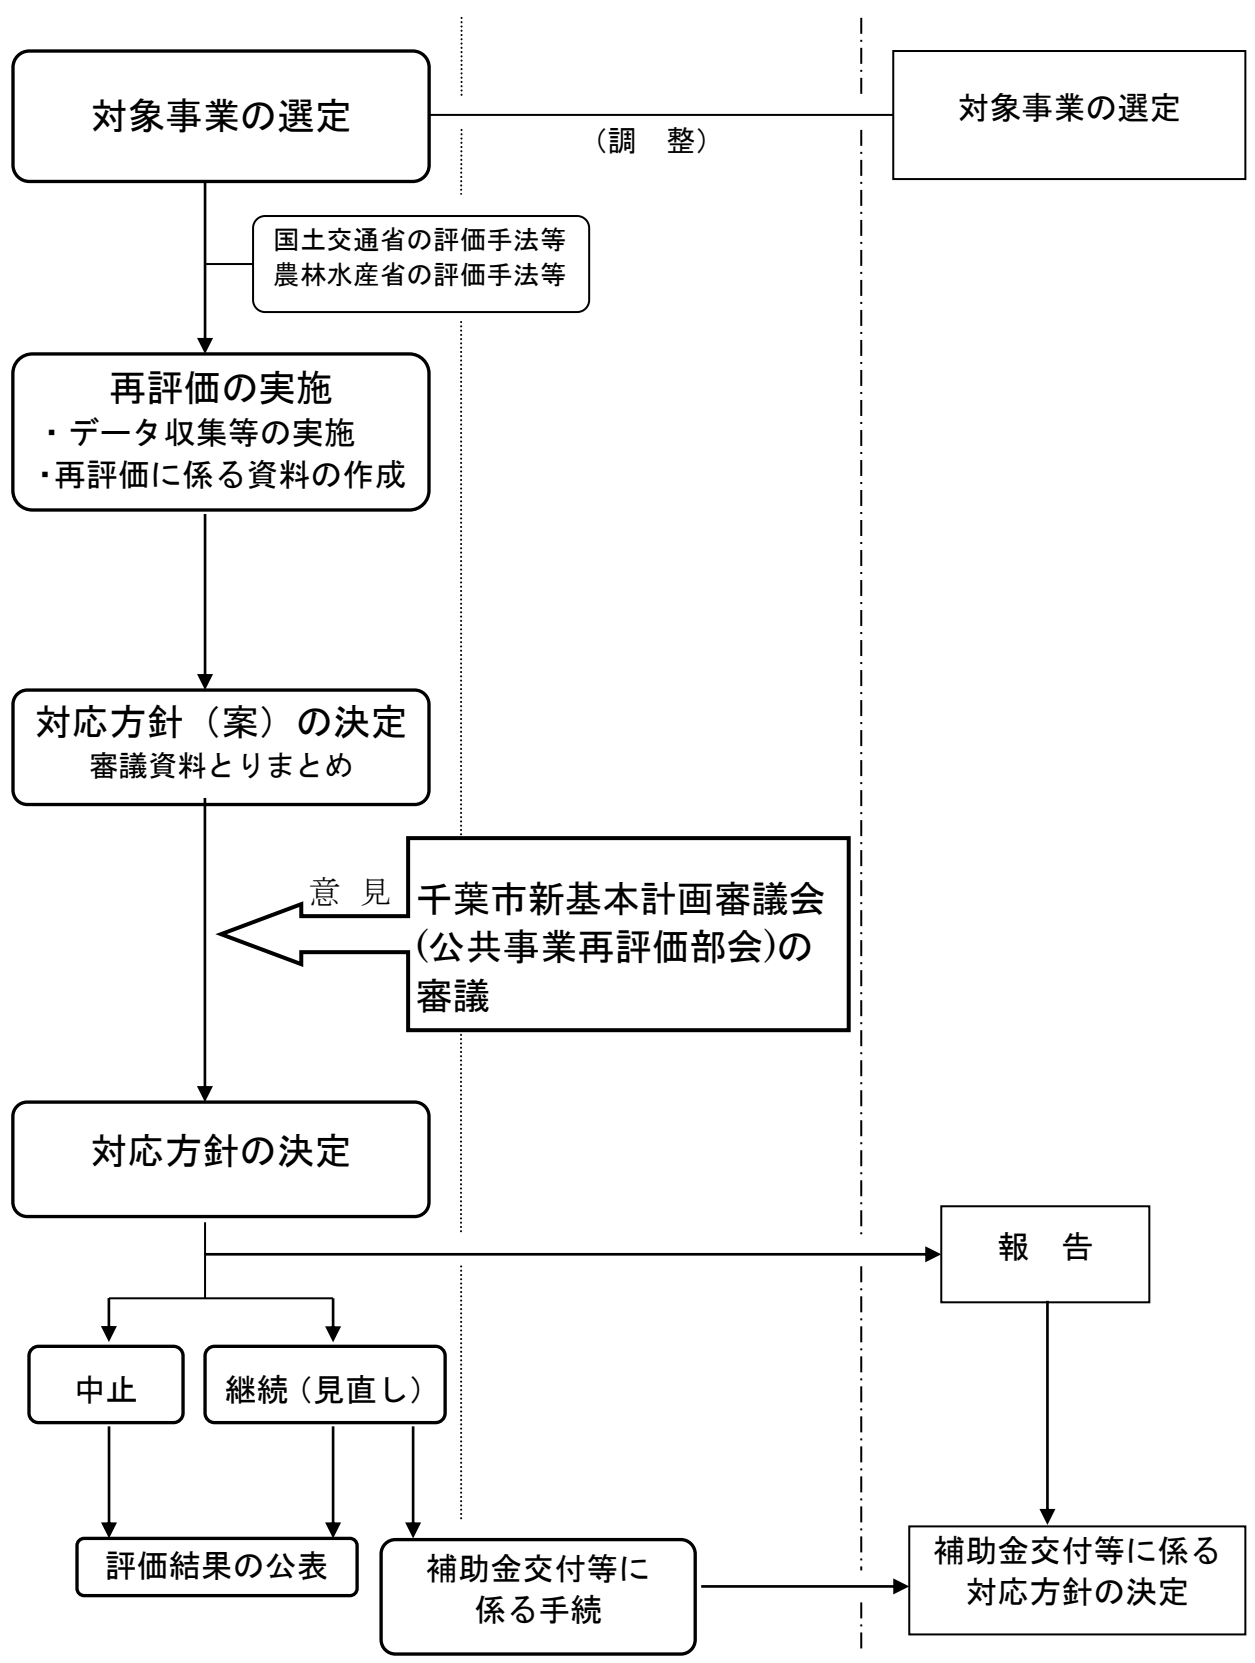 対象事業の選定
対象事業の選定
（調　整）
国土交通省の評価手法等
農林水産省の評価手法等
再評価の実施
・データ収集等の実施
・再評価に係る資料の作成
対応方針（案）の決定
審議資料とりまとめ
意 見
千葉市新基本計画審議会
(公共事業再評価部会)の
審議
対応方針の決定
報　告
中止
継続（見直し）
評価結果の公表
補助金交付等に
係る手続
補助金交付等に係る
対応方針の決定